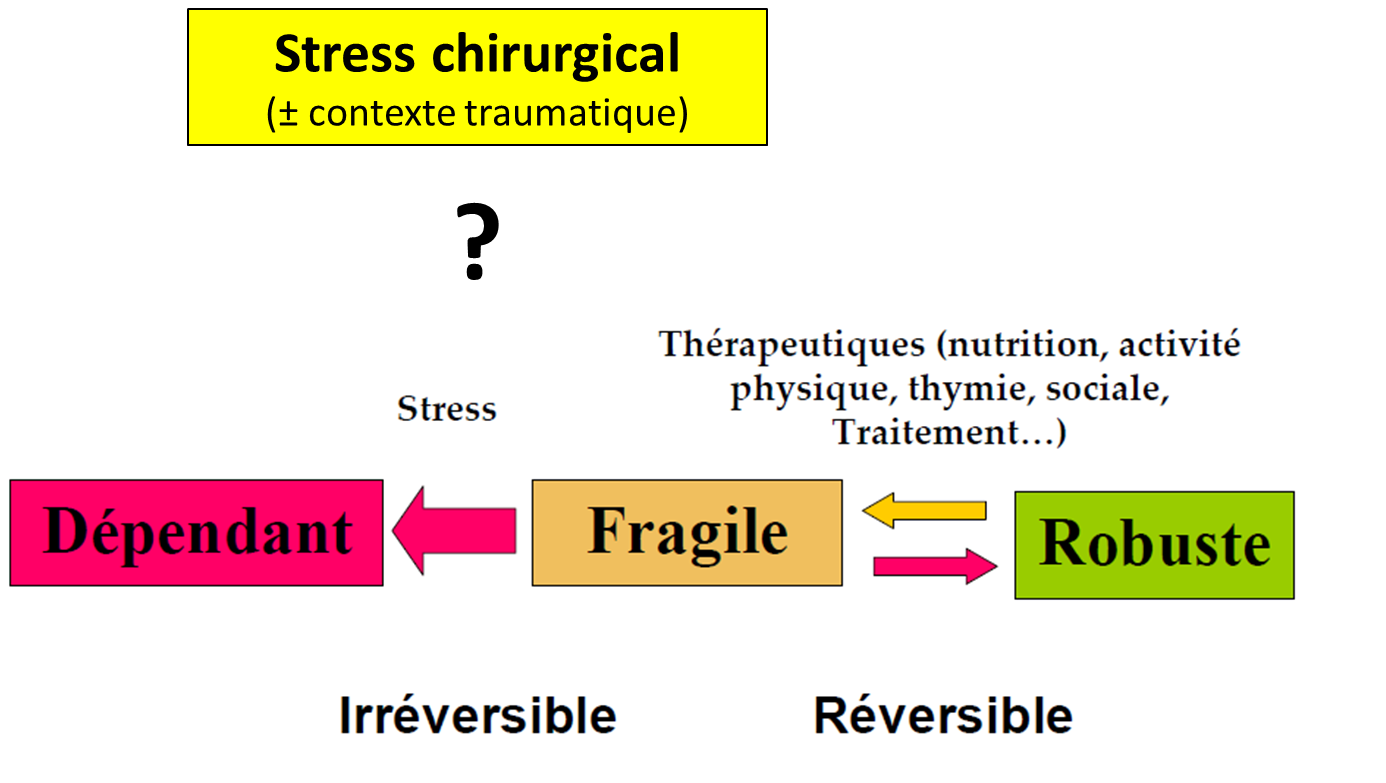 Stress chirurgical
(± contexte traumatique)
?
Thérapeutiques (nutrition, activité
physique, thymie, sociale,
Traitement…)
Stress
Dépendant
Fragile
Robuste
Irréversible
Réversible